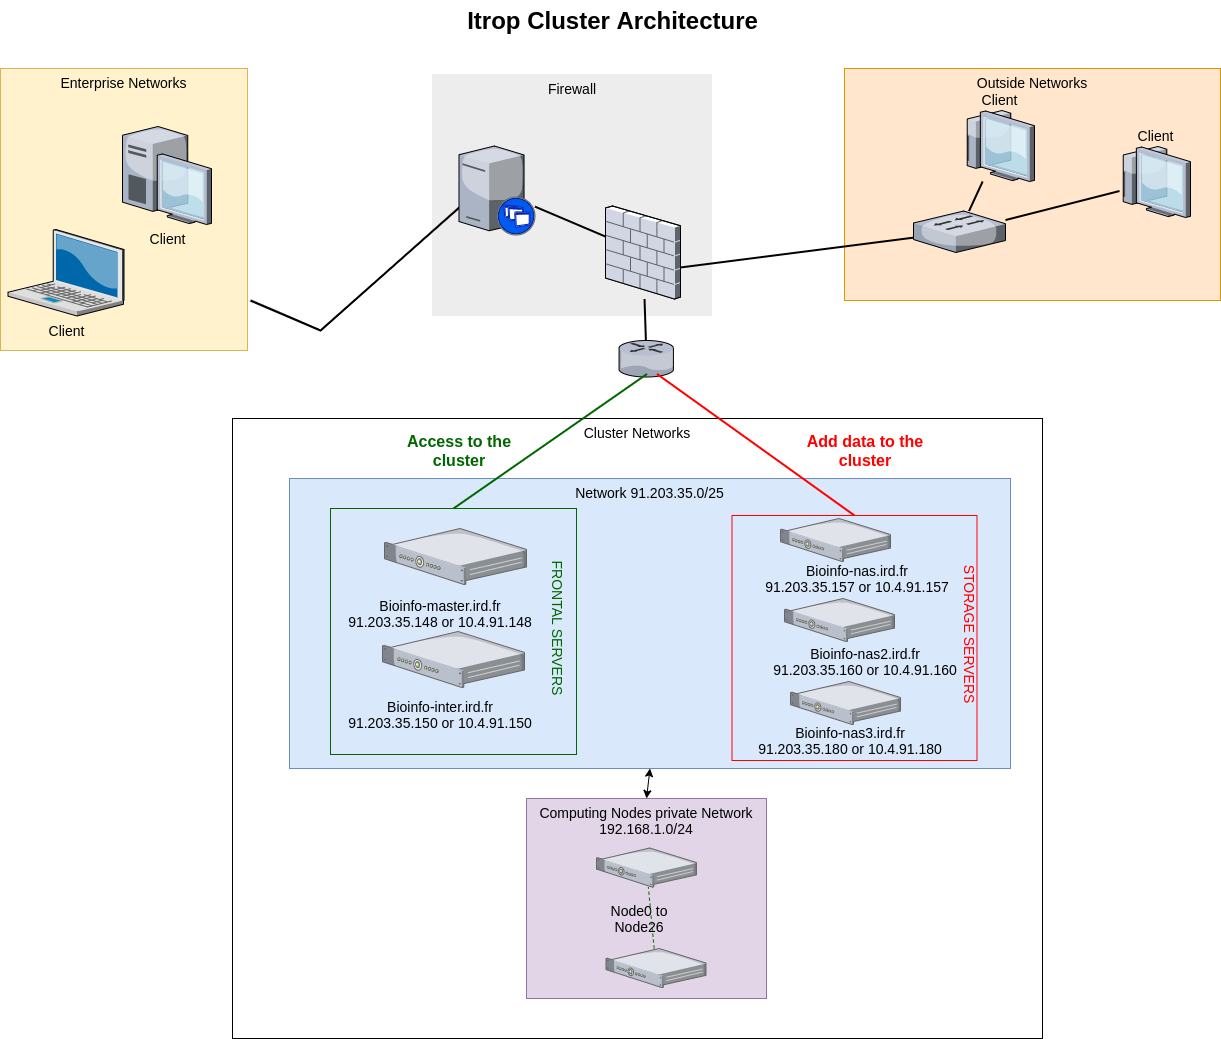 Itrop Cluster Architecture
Enterprise Networks
Client
Client
Firewall
Outside Networks
Client
Client
Cluster Networks
Access to the
cluster
Add data to the
cluster
Network 91.203.35.0/25
Bioinfo-master.ird.fr
91.203.35.148 or 10.4.91.148
Bioinfo-inter.ird.fr
91.203.35.150 or 10.4.91.150
FRONTAL SERVERS
Bioinfo-nas.ird.fr
91.203.35.157 or 10.4.91.157
Bioinfo-nas2.ird.fr
91.203.35.160 or 10.4.91.160
Bioinfo-nas3.ird.fr
91.203.35.180 or 10.4.91.180
STORAGE SERVERS
Computing Nodes private Network
192.168.1.0/24
Node0 to
Node26